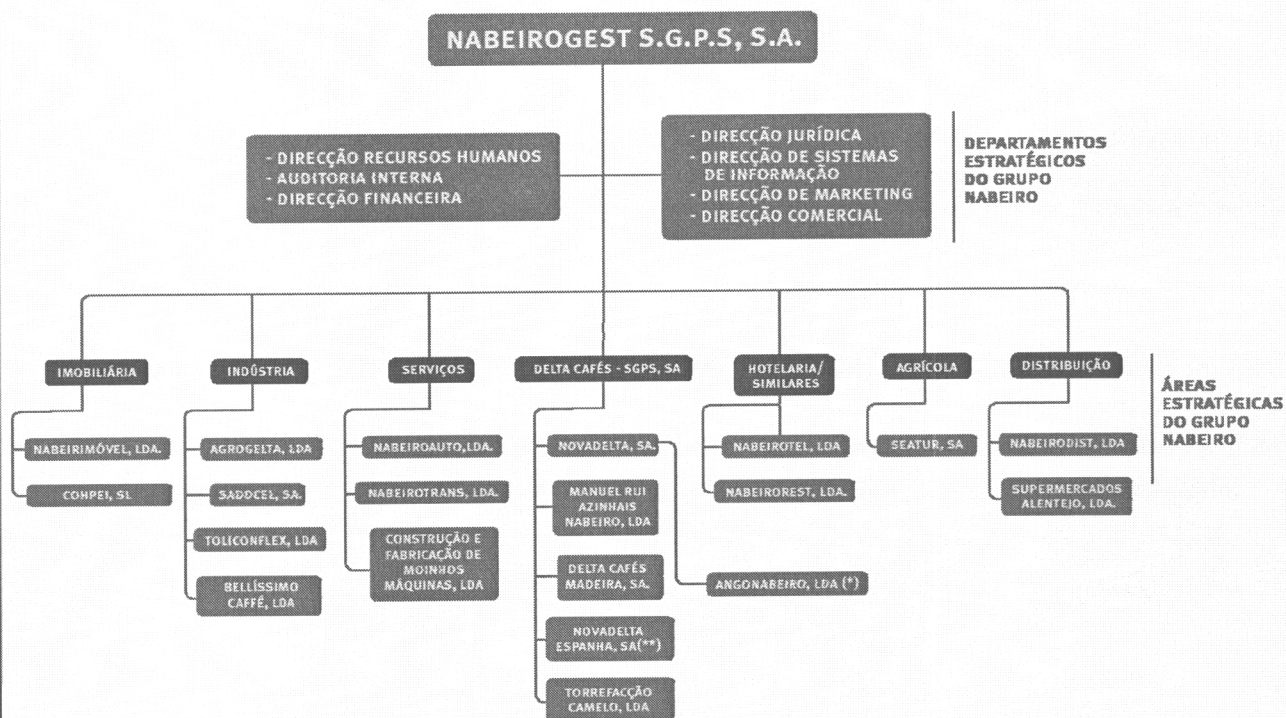 NABEIROGEST S.G.P.S, S.A.
- DIRECÇÃO RECURSOS HUMANOS
- AUDITORIA INTERNA
- DIRECÇÃO FINANCEIRA
- DIRECÇÃO JURÍDICA
- DIRECÇÃO DE SISTEMAS
DE INFORMAÇÃO
- DIRECÇÃO DE MARKETING
- DIRECÇÃO COMERCIAL
DEPARTAMENTOS
ESTRATÉGICOS
DO GRUPO
NABEIRO
IMOBILIÁRIA
NABEIRIMÓVEL, LDA.
COHPEI, SL
INDÚSTRIA
AGROGELTA, LDA
SADOCEL, SA.
TOLICONFLEX, LDA
BELLÍSSIMO
CAFFÉ, LDA
SERVIÇOS
NABEIROAUTO,LDA.
NABEIROTRANS, LDA.
CONSTRUÇÃO E
FABRICAÇÃO DE
MOINHOS
MÁQUINAS, LDA
DELTA CAFÉS - SGPS, SA
NOVADELTA, SA.
MANUEL RUI
AZINHAIS
NABEIRO, LDA
DELTA CAFÉS
MADEIRA, SA.
NOVADELTA
ESPANHA, SA(**)
TORREFACÇÃO
CAMELO, LDA
ANGONABEIRO, LDA (*)
HOTELARIA/
SIMILARES
NABEIROTEL, LDA
NABEIROREST, LDA.
AGRÍCOLA
SEATUR, SA
DISTRIBUIÇÃO
NABEIRODIST, LDA
SUPERMERCADOS
ALENTEJO, LDA.
ÁREAS
ESTRATÉGICAS
DO GRUPO
NABEIRO